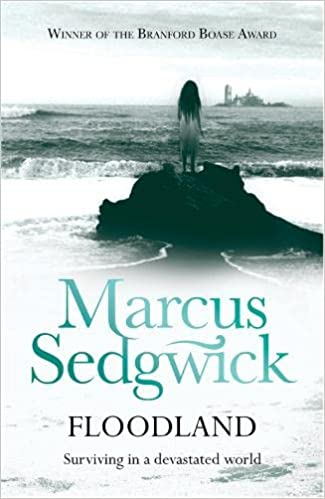 WINNER OF THE BRANFORD BOASE AWARD
MARCUS
SEDGWICK
FLOODLAND
Surviving in a devastated world